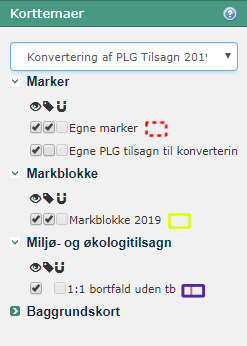 Korttemaer
Konvertering af PLG Tilsagn 2019
Marker
Egne marker
Egne PLG tilsagn til konverterin
Markblokke
Markblokke 2019
Miljø- og økologitilsagn
1:1 bortfald uden tb
Baggrundskort